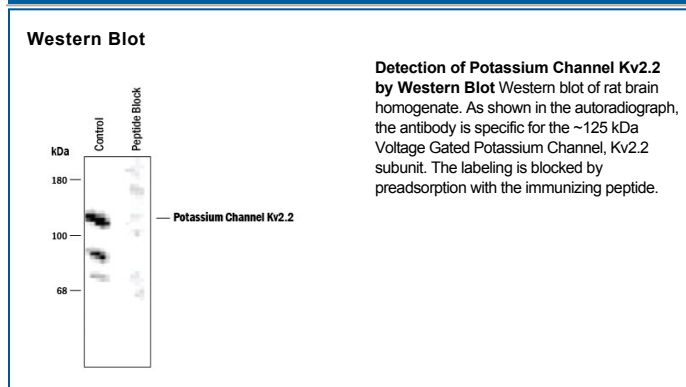 Western Blot
Control
Peptide Block
kDa
180
100
68
Potassium Channel Kv2.2
Detection of Potassium Channel Kv2.2
by Western Blot Western blot of rat brain
homogenate. As shown in the autoradiograph,
the antibody is specific for the ~125 kDa
Voltage Gated Potassium Channel, Kv2.2
subunit. The labeling is blocked by
preadsorption with the immunizing peptide.